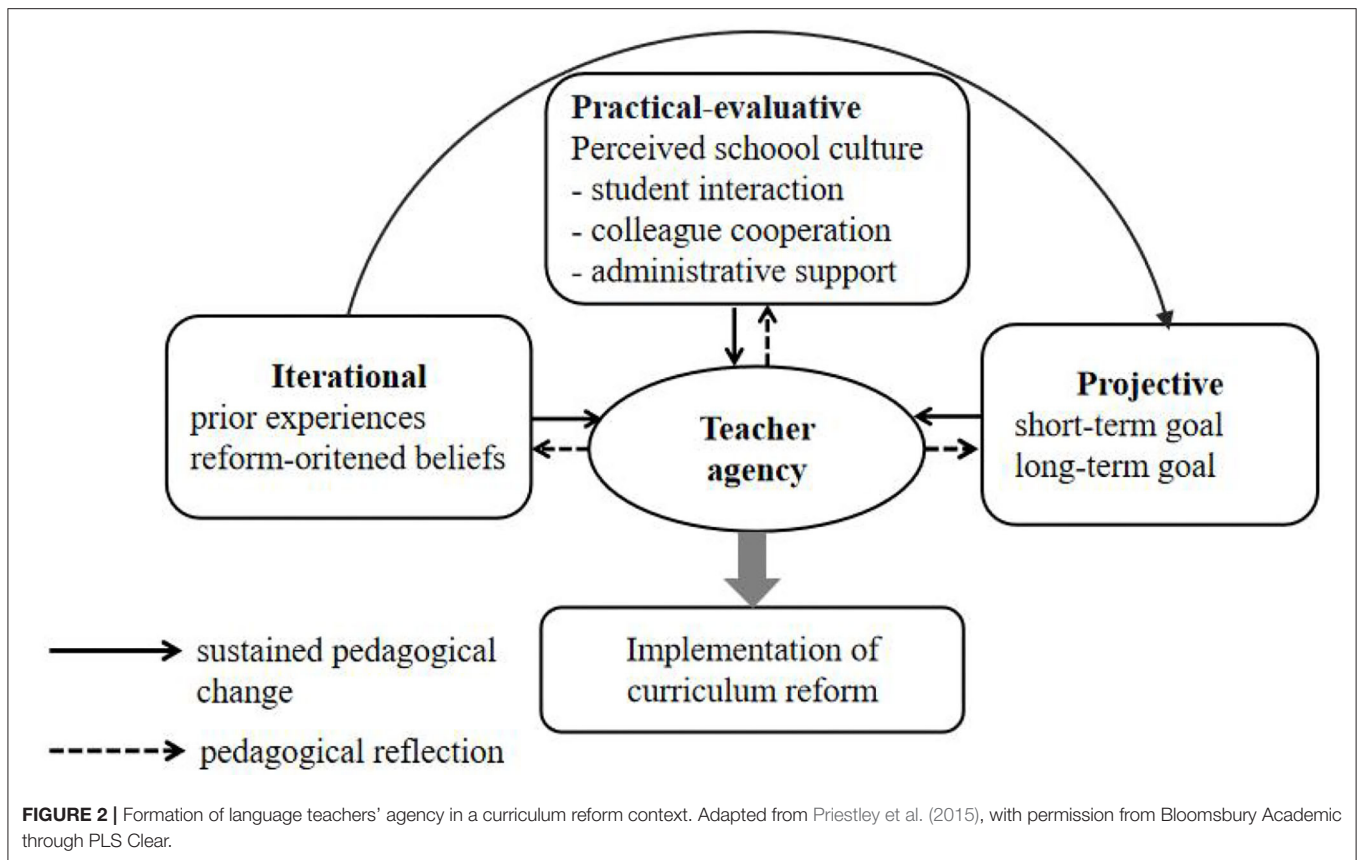 Practical-evaluative
Perceived schoool culture
- student interaction
- colleague cooperation
- administrative support
Iterational
prior experiences
reform-oritened beliefs
Teacher
agency
Projective
short-term goal
long-term goal
Implementation of
curriculum reform
sustained pedagogical
change
pedagogical reflection
FIGURE 2 | Formation of language teachers’ agency in a curriculum reform context. Adapted from Priestley et al. (2015), with permission from Bloomsbury Academic
through PLS Clear.